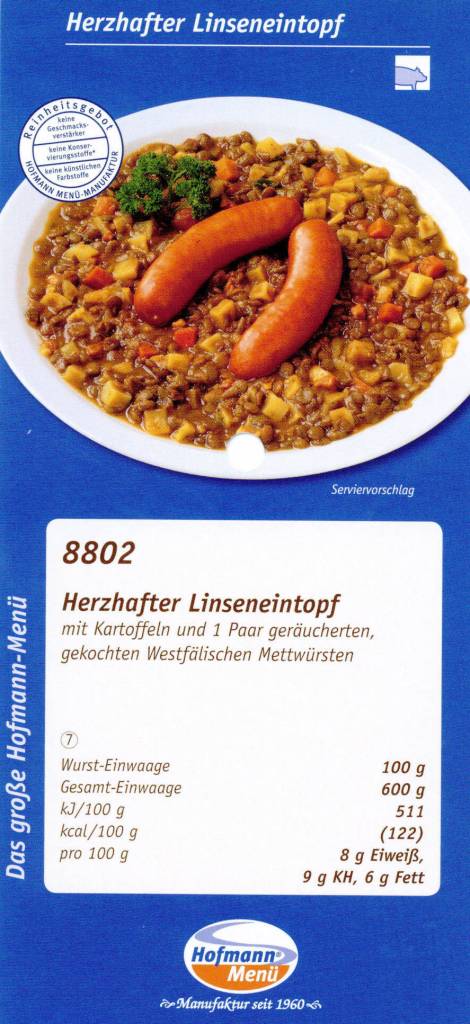 Herzhafter Linseneintopf
Reinheitsgebot
keine
Geschmacks-
verstärker
keine Konser-
vierungsstoffe*
keine künstlichen
Farbstoffe
HOFMANN MENÜ-MANUFAKTUR
Serviervorschlag
8802
Herzhafter Linseneintopf
mit Kartoffeln und 1 Paar geräucherten,
gekochten Westfälischen Mettwürsten
7
Wurst-Einwaage 100 g
Gesamt-Einwaage 600 g
kJ/100 g 511
kcal/100 g (122)
pro 100 g 8 g Eiweiß,
9 g KH, 6 g Fett
Das große Hofmann-Menü
Hofmann®
Menü
Manufaktur seit 1960